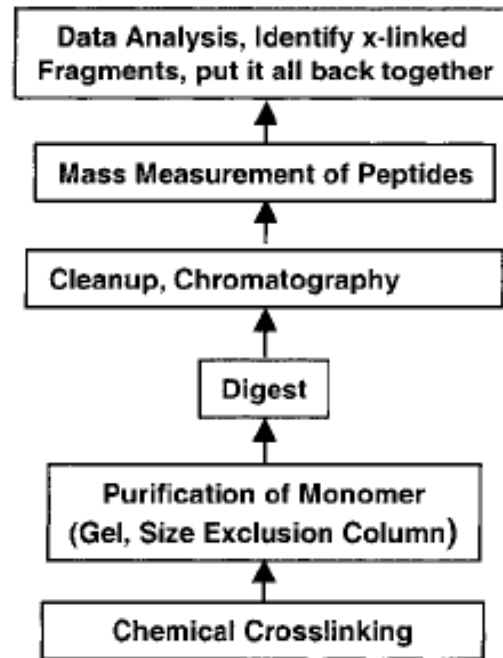 Data Analysis, Identify x-linked
Fragments, put it all back together
Mass Measurement of Peptides
Cleanup, Chromatography
Digest
Purification of Monomer
(Gel, Size Exclusion Column)
Chemical Crosslinking